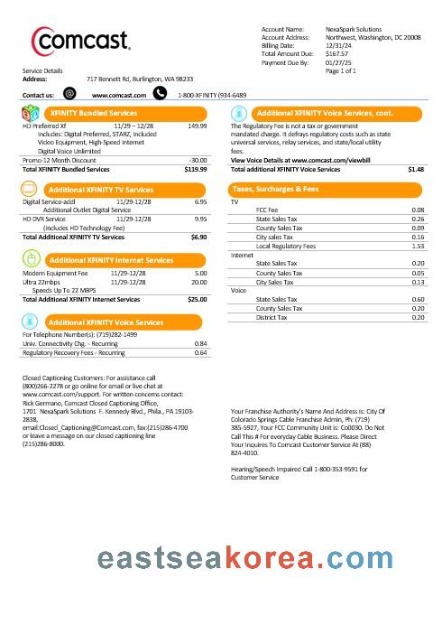 comcast.
Account Name: NexaSpark Solutions
Account Address: Northwest, Washington, DC 20008
Billing Date: 12/31/24
Total Amount Due: $167.57
Payment Due By: 01/27/25
Page 1 of 1
Service Details
Address: 717 Bennett Rd, Burlington, WA 98233
Contact us: www.comcast.com 1-800-XFINITY (934-6489
XFINITY Bundled Services
HD Preferred Xf 11/29 – 12/28 149.99
Includes: Digital Preferred, STARZ, Included
Video Equipment, High-Speed Internet
Digital Voice Unlimited
Promo-12 Month Discount -30.00
Total XFINITY Bundled Services $119.99
Additional XFINITY TV Services
Digital Service-addl 11/29-12/28 6.95
Additional Outlet Digital Service
HD DVR Service 11/29-12/28 9.95
(Includes HD Technology Fee)
Total Additional XFINITY TV Services $6.90
Additional XFINITY Internet Services
Modem Equipment Fee 11/29-12/28 5.00
Ultra 22mbps 11/29-12/28 20.00
Speeds Up To 22 MBPS
Total Additional XFINITY Internet Services $25.00
Additional XFINITY Voice Services
For Telephone Number(s): (719)282-1499
Univ. Connectivity Chg. - Recurring 0.84
Regulatory Recovery Fees - Recurring 0.64
Additional XFINITY Voice Services, cont.
The Regulatory Fee is not a tax or government
mandated charge. It defrays regulatory costs such as state
universal services, relay services, and state/local utility
fees.
View Voice Details at www.comcast.com/viewbill
Total additional XFINITY Voice Services $1.48
Taxes, Surcharges & Fees
TV
FCC Fee 0.08
State Sales Tax 0.26
County Sales Tax 0.09
City sales Tax 0.16
Local Regulatory Fees 1.53
Internet
State Sales Tax 0.20
County Sales Tax 0.05
City Sales Tax 0.13
Voice
State Sales Tax 0.60
County Sales Tax 0.20
District Tax 0.20
Closed Captioning Customers: For assistance call
(800)266-2278 or go online for email or live chat at
www.comcast.com/support. For written concerns contact:
Rick Germano, Comcast Closed Captioning Office,
1701 NexaSpark Solutions F. Kennedy Blvd., Phila., PA 19103-
2838,
email:Closed_Captioning@Comcast.com, fax:(215)286-4700
or leave a message on our closed captioning line
(215)286-8000.
Your Franchise Authority's Name And Address is: City Of
Colorado Springs Cable Franchise Admin, Ph: (719)
385-5927, Your FCC Community Unit is: Co0030. Do Not
Call This # For everyday Cable Business. Please Direct
Your Inquires To Comcast Customer Service At (88)
824-4010.
Hearing/Speech Impaired Call 1-800-353-9591 for
Customer Service
eastseakorea.com